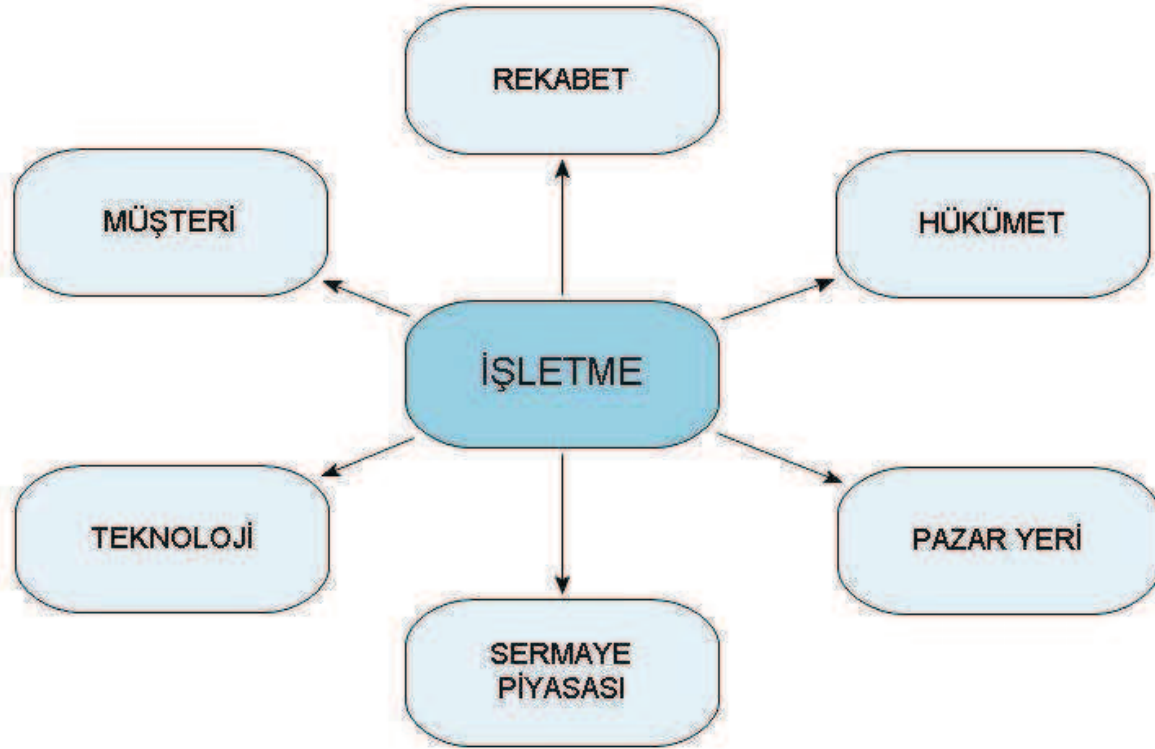 REKABET
MÜŞTERİ
HÜKÜMET
İŞLETME
TEKNOLOJİ
PAZAR YERİ
SERMAYE
PİYASASI